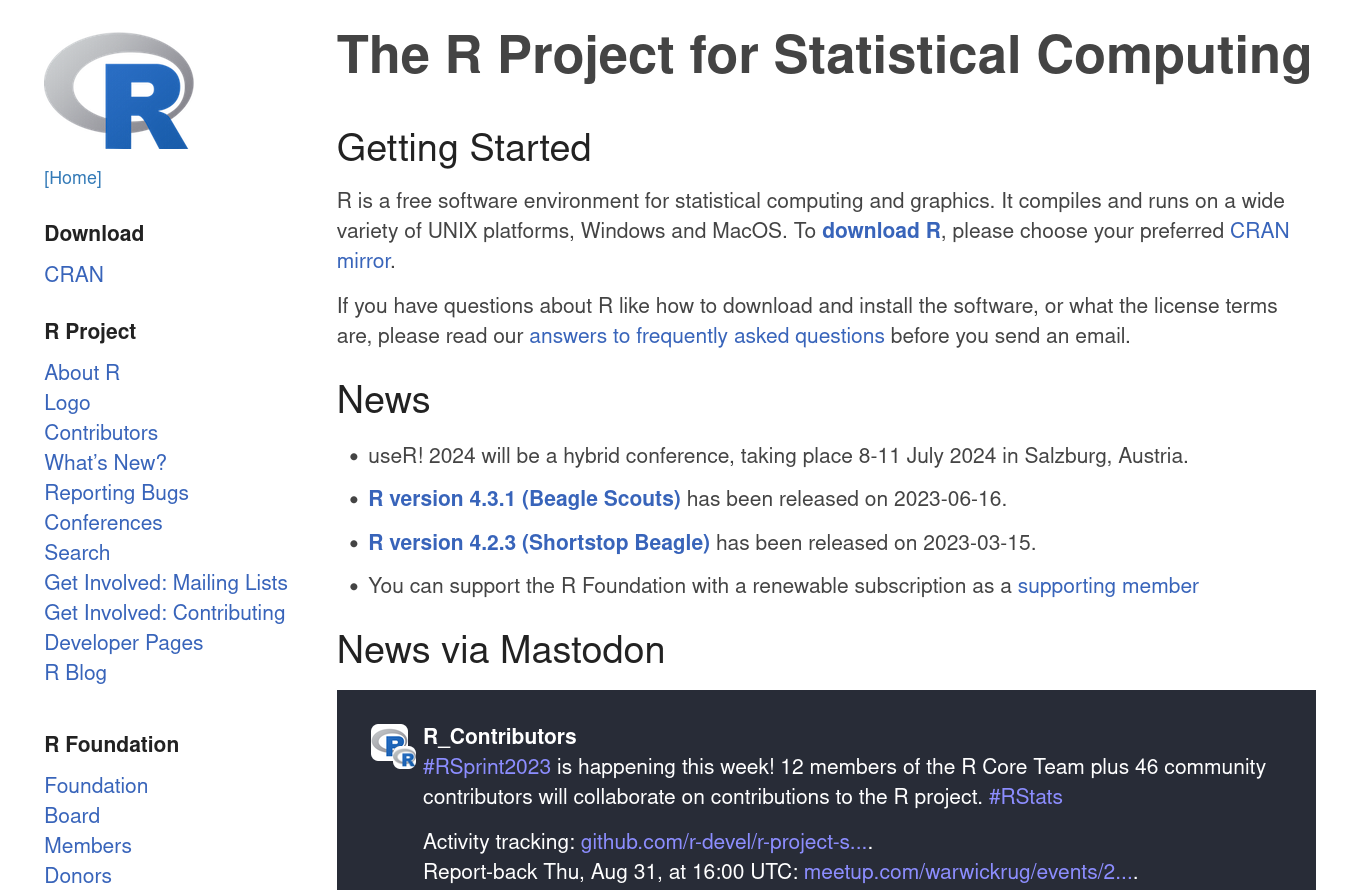 R
[Home]
Download
CRAN
R Project
About R
Logo
Contributors
What’s New?
Reporting Bugs
Conferences
Search
Get Involved: Mailing Lists
Get Involved: Contributing
Developer Pages
R Blog
R Foundation
Foundation
Board
Members
Donors
The R Project for Statistical Computing
Getting Started
R is a free software environment for statistical computing and graphics. It compiles and runs on a wide
variety of UNIX platforms, Windows and MacOS. To download R, please choose your preferred CRAN
mirror.
If you have questions about R like how to download and install the software, or what the license terms
are, please read our answers to frequently asked questions before you send an email.
News
• useR! 2024 will be a hybrid conference, taking place 8-11 July 2024 in Salzburg, Austria.
• R version 4.3.1 (Beagle Scouts) has been released on 2023-06-16.
• R version 4.2.3 (Shortstop Beagle) has been released on 2023-03-15.
• You can support the R Foundation with a renewable subscription as a supporting member
News via Mastodon
R R
R_Contributors
#RSprint2023 is happening this week! 12 members of the R Core Team plus 46 community
contributors will collaborate on contributions to the R project. #RStats
Activity tracking: github.com/r-devel/r-project-s....
Report-back Thu, Aug 31, at 16:00 UTC: meetup.com/warwickrug/events/2....